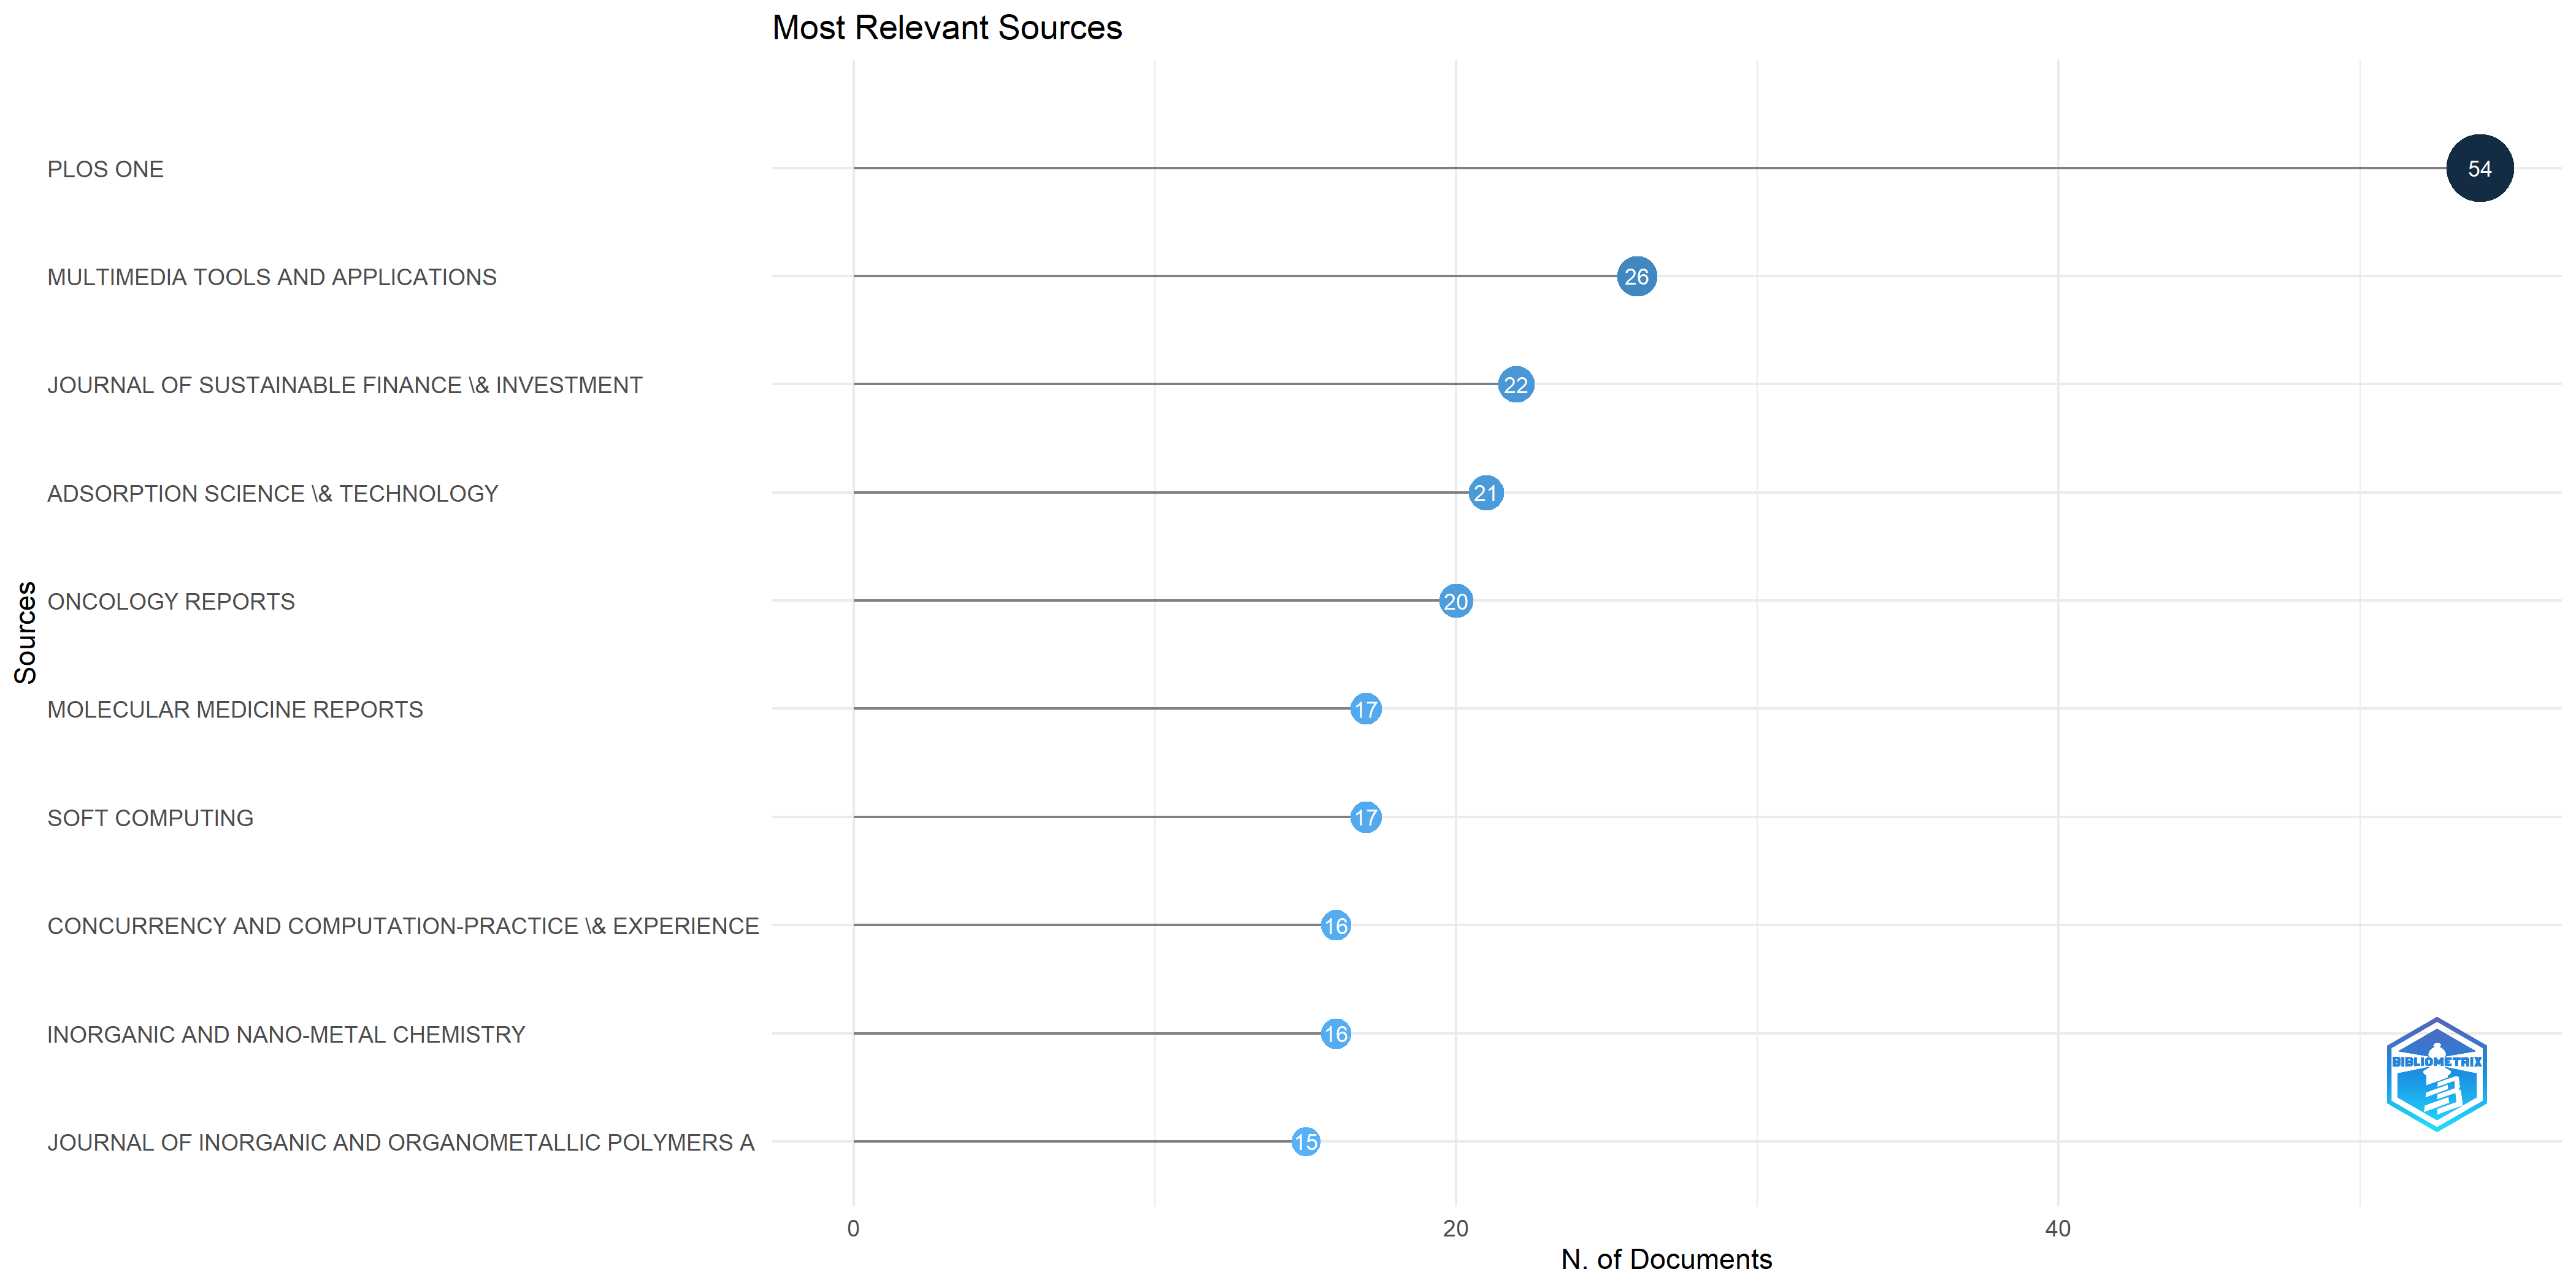 Most Relevant Sources
PLOS ONE
54
MULTIMEDIA TOOLS AND APPLICATIONS
26
JOURNAL OF SUSTAINABLE FINANCE \& INVESTMENT
22
ADSORPTION SCIENCE \& TECHNOLOGY
21
ONCOLOGY REPORTS
20
Sources
MOLECULAR MEDICINE REPORTS
17
SOFT COMPUTING
17
CONCURRENCY AND COMPUTATION-PRACTICE \& EXPERIENCE
16
INORGANIC AND NANO-METAL CHEMISTRY
16
BIBLIOMETRIX
JOURNAL OF INORGANIC AND ORGANOMETALLIC POLYMERS A
15
0 20 40
N. of Documents